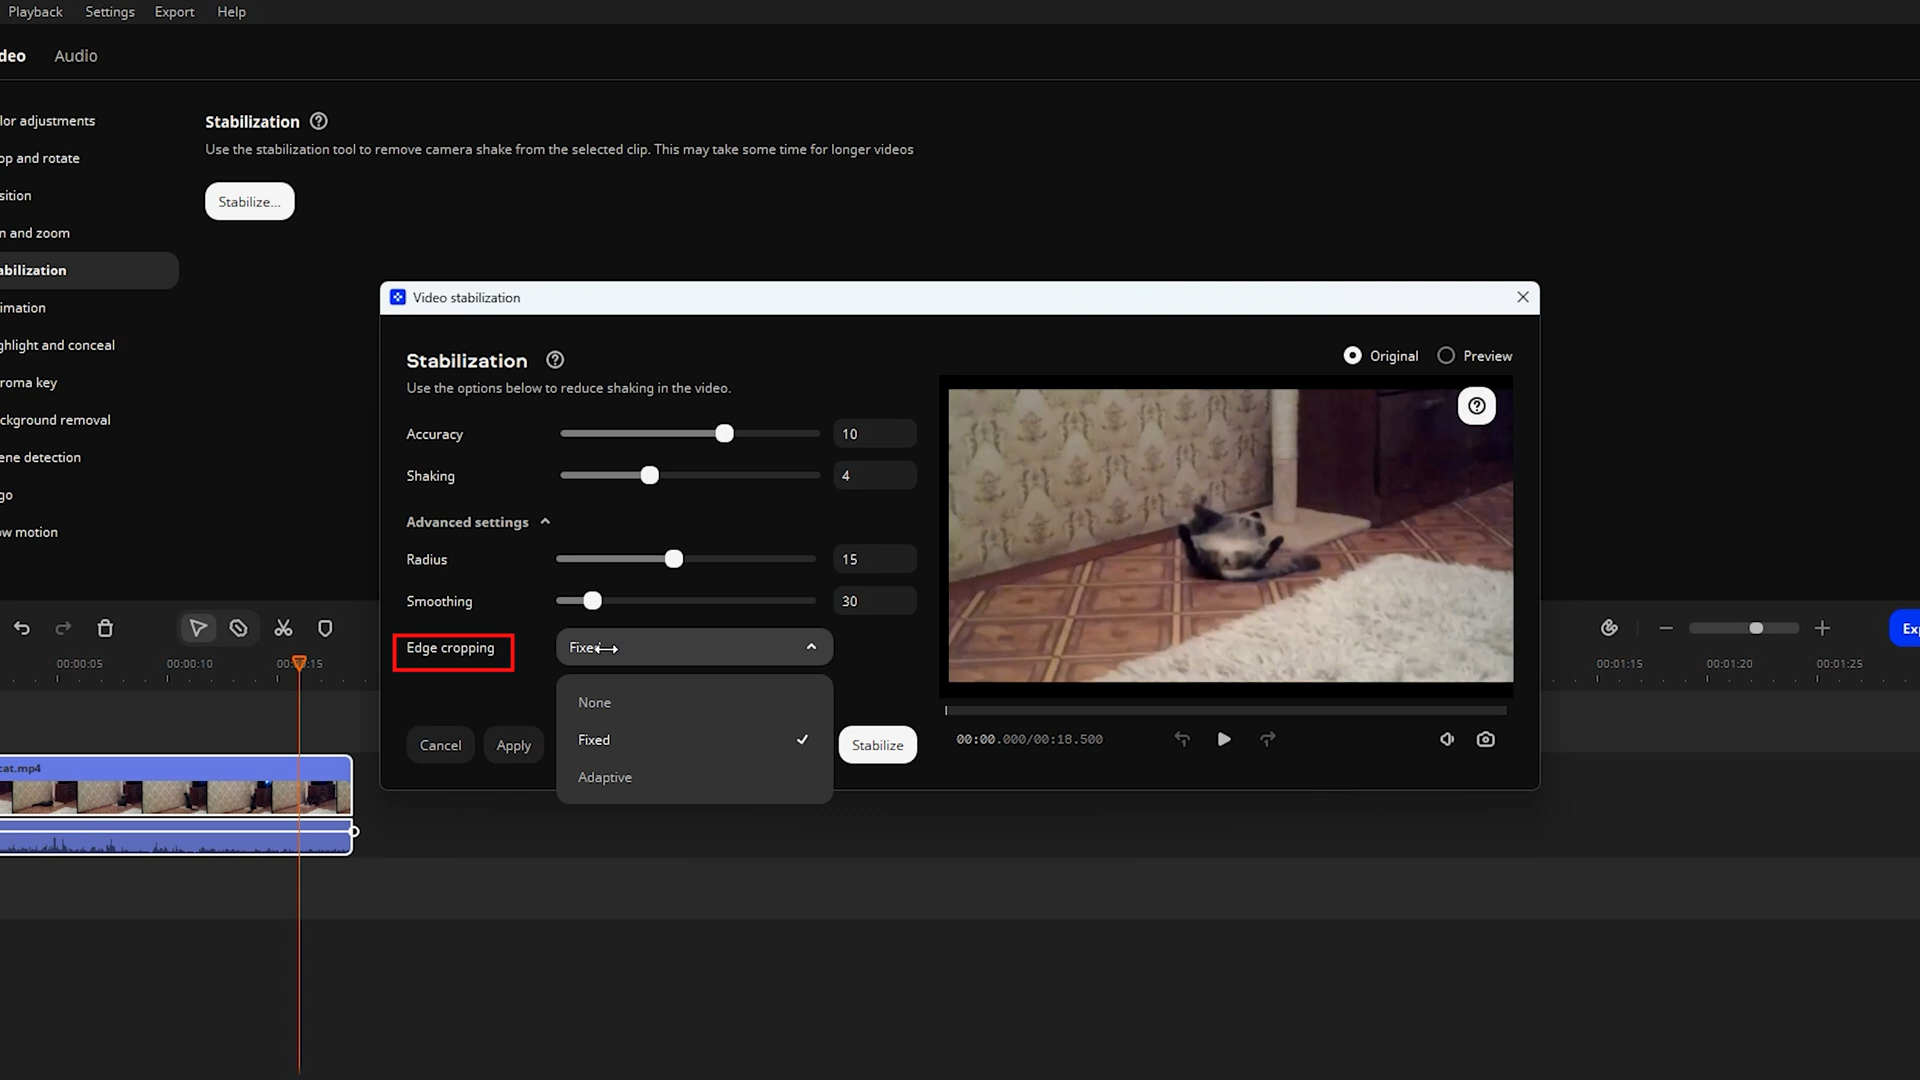 Playback Settings Export Help
deo Audio
lor adjustments
op and rotate
sition
n and zoom
abilization
imation
ghlight and conceal
roma key
ckground removal
ene detection
go
ow motion
Stabilization
Use the stabilization tool to remove camera shake from the selected clip. This may take some time for longer videos
Stabilize...
Video stabilization
Stabilization
Use the options below to reduce shaking in the video.
Original Preview
Accuracy 10
Shaking 4
Advanced settings
Radius 15
Smoothing 30
Edge cropping Fixed
None
Fixed
Adaptive
Cancel Apply Stabilize
00:00.000/00:18.500
Exp
00:00:05 00:00:10 00:00:15 00:01:15 00:01:20 00:01:25
cat.mp4